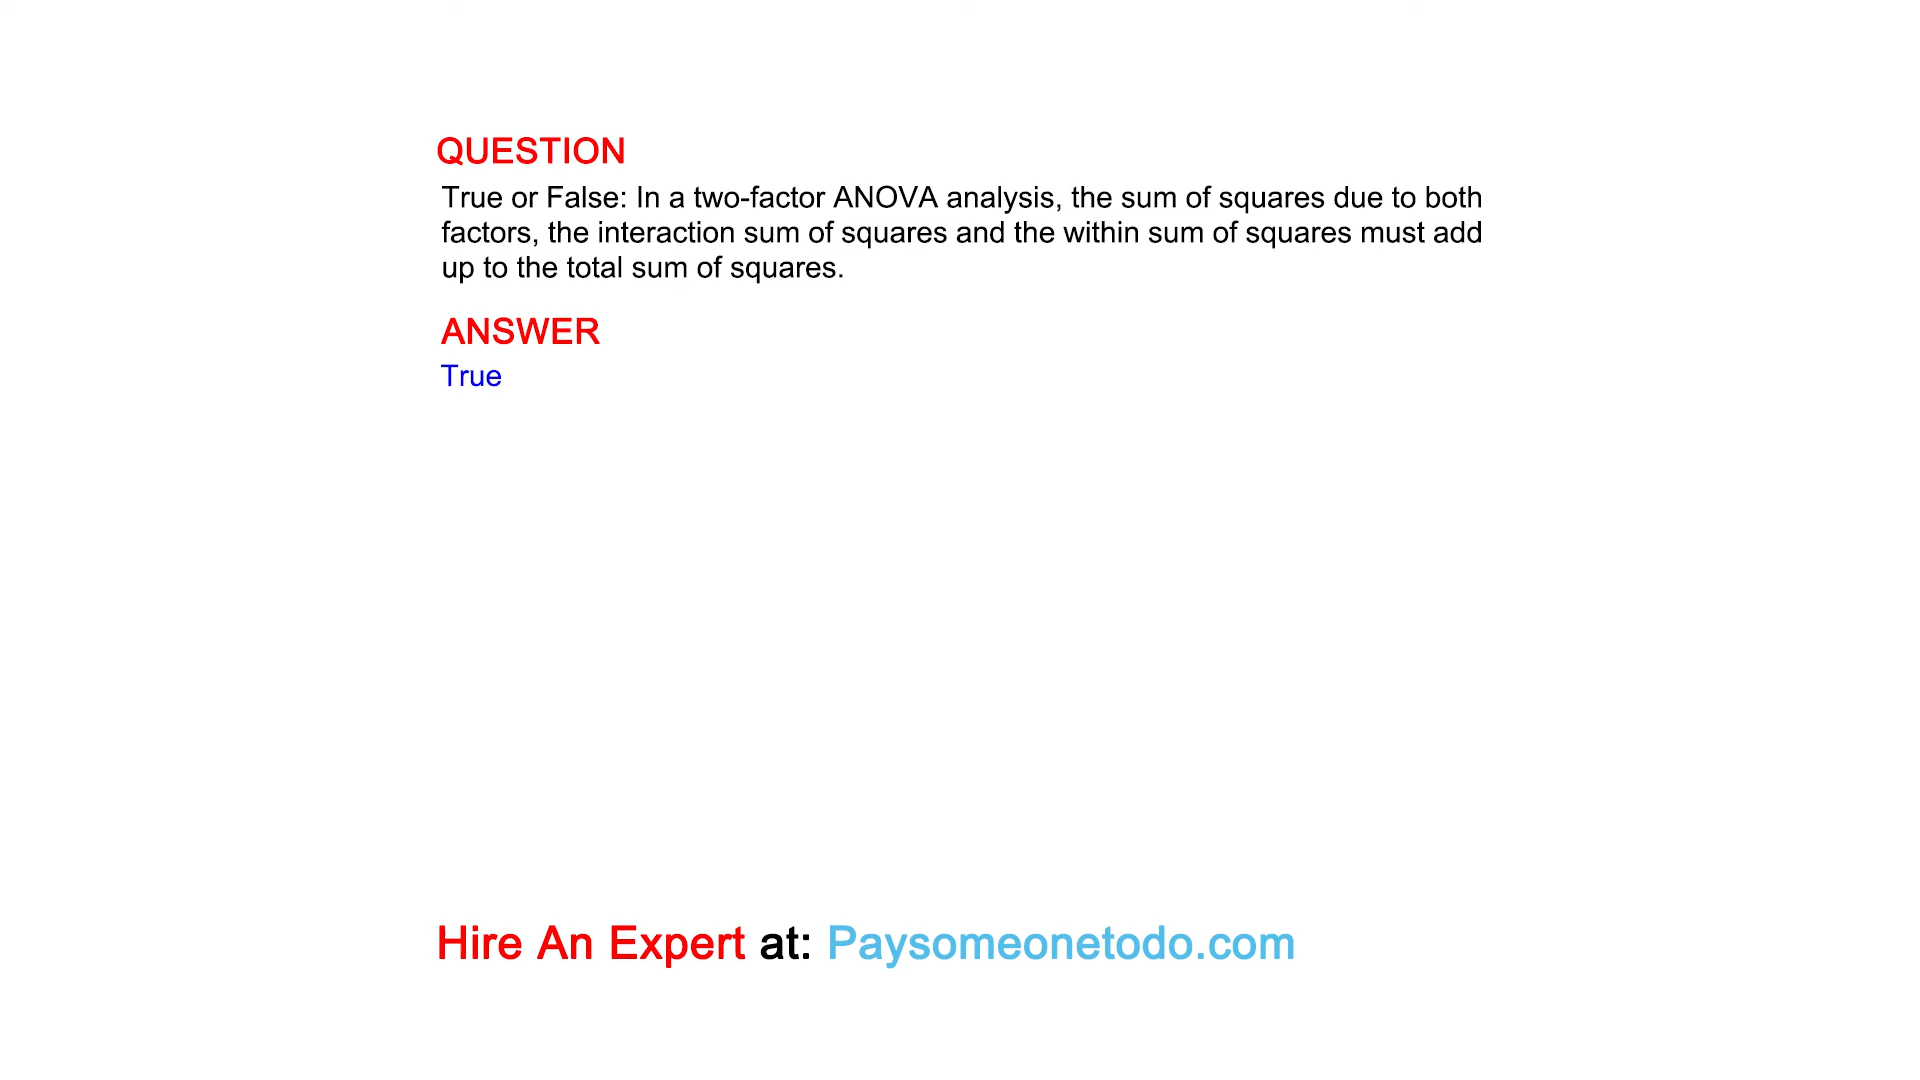 QUESTION
True or False: In a two-factor ANOVA analysis, the sum of squares due to both
factors, the interaction sum of squares and the within sum of squares must add
up to the total sum of squares.
ANSWER
True
Hire An Expert at: Paysomeonetodo.com